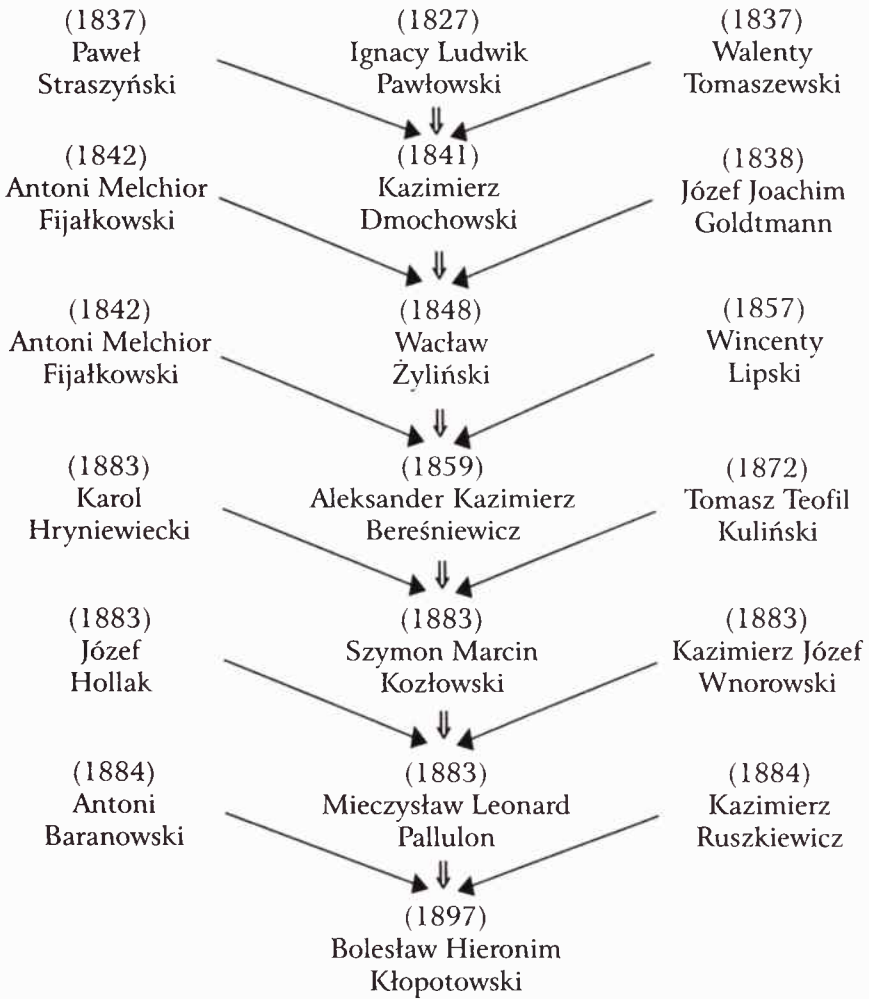 (1837)
Paweł
Straszyński
(1827)
Ignacy Ludwik
Pawłowski
(1837)
Walenty
Tomaszewski
(1842)
Antoni Melchior
Fijałkowski
(1841)
Kazimierz
Dmochowski
(1838)
Józef Joachim
Goldtmann
(1842)
Antoni Melchior
Fijałkowski
(1848)
Wacław
Żyliński
(1857)
Wincenty
Lipski
(1883)
Karol
Hryniewiecki
(1859)
Aleksander Kazimierz
Bereśniewicz
(1872)
Tomasz Teofil
Kuliński
(1883)
Józef
Hollak
(1883)
Szymon Marcin
Kozłowski
(1883)
Kazimierz Józef
Wnorowski
(1884)
Antoni
Baranowski
(1883)
Mieczysław Leonard
Pallulon
(1884)
Kazimierz
Ruszkiewicz
(1897)
Bolesław Hieronim
Kłopotowski